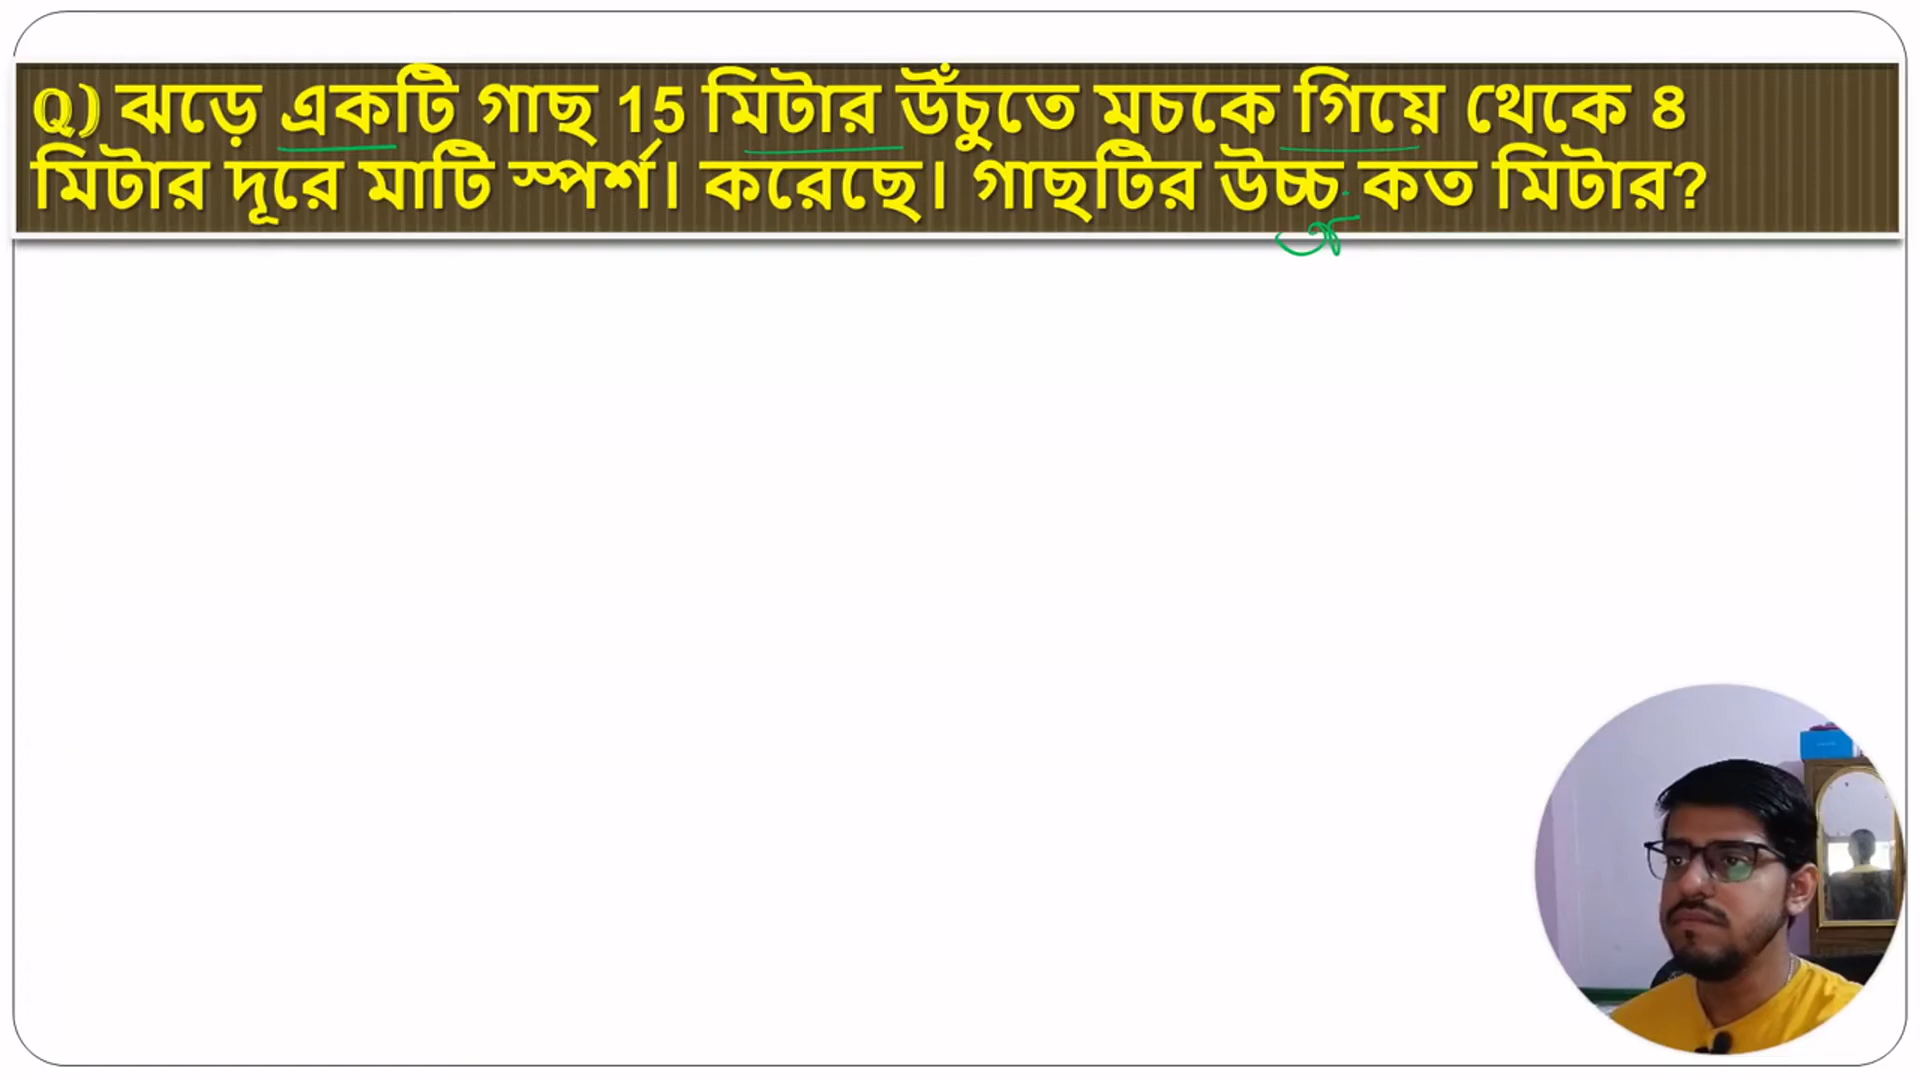 Q) ঝড়ে একটি গাছ 15 মিটার উঁচুতে মচকে গিয়ে থেকে ৪
মিটার দূরে মাটি স্পর্শ। করেছে। গাছটির উচ্চ কত মিটার?